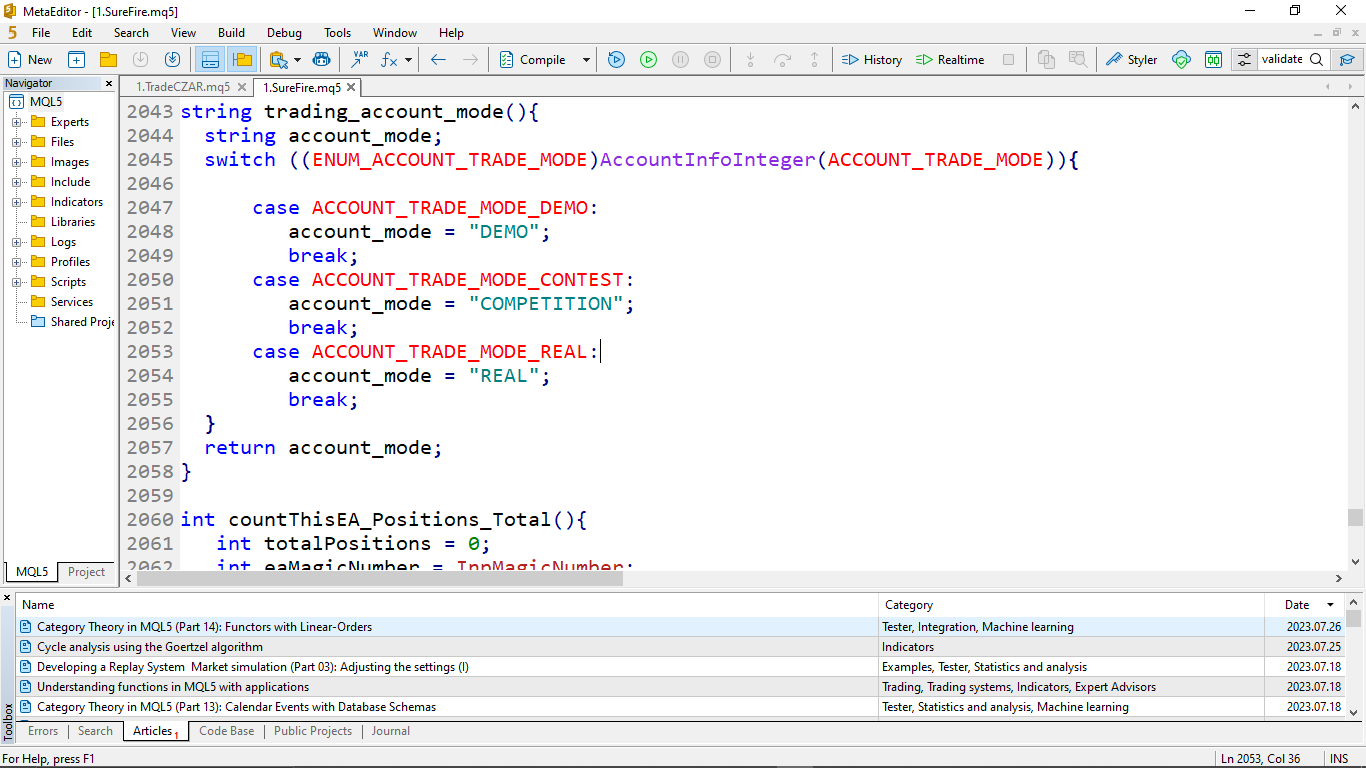 MetaEditor - [1.SureFire.mq5]
5 File Edit Search View Build Debug Tools Window Help
New VAR fx Compile History Realtime Styler validate
Navigator
MQL5
Experts
Files
Images
Include
Indicators
Libraries
Logs
Profiles
Scripts
Services
Shared Proje
MQL5 Project
1.TradeCZAR.mq5 1.SureFire.mq5
2043 string trading_account_mode(){
2044 string account_mode;
2045 switch ((ENUM_ACCOUNT_TRADE_MODE)AccountInfoInteger(ACCOUNT_TRADE_MODE)){
2046
2047 case ACCOUNT_TRADE_MODE_DEMO:
2048 account_mode = "DEMO";
2049 break;
2050 case ACCOUNT_TRADE_MODE_CONTEST:
2051 account_mode = "COMPETITION";
2052 break;
2053 case ACCOUNT_TRADE_MODE_REAL:
2054 account_mode = "REAL";
2055 break;
2056 }
2057 return account_mode;
2058 }
2059
2060 int countThisEA_Positions_Total(){
2061 int totalPositions = 0;
2062 int eaMagicNumber = InpMagicNumber;
Toolbox
Name Category Date
Category Theory in MQL5 (Part 14): Functors with Linear-Orders Tester, Integration, Machine learning 2023.07.26
Cycle analysis using the Goertzel algorithm Indicators 2023.07.25
Developing a Replay System Market simulation (Part 03): Adjusting the settings (I) Examples, Tester, Statistics and analysis 2023.07.18
Understanding functions in MQL5 with applications Trading, Trading systems, Indicators, Expert Advisors 2023.07.18
Category Theory in MQL5 (Part 13): Calendar Events with Database Schemas Tester, Statistics and analysis, Machine learning 2023.07.18
Errors Search Articles 1 Code Base Public Projects Journal
For Help, press F1 Ln 2053, Col 36 INS